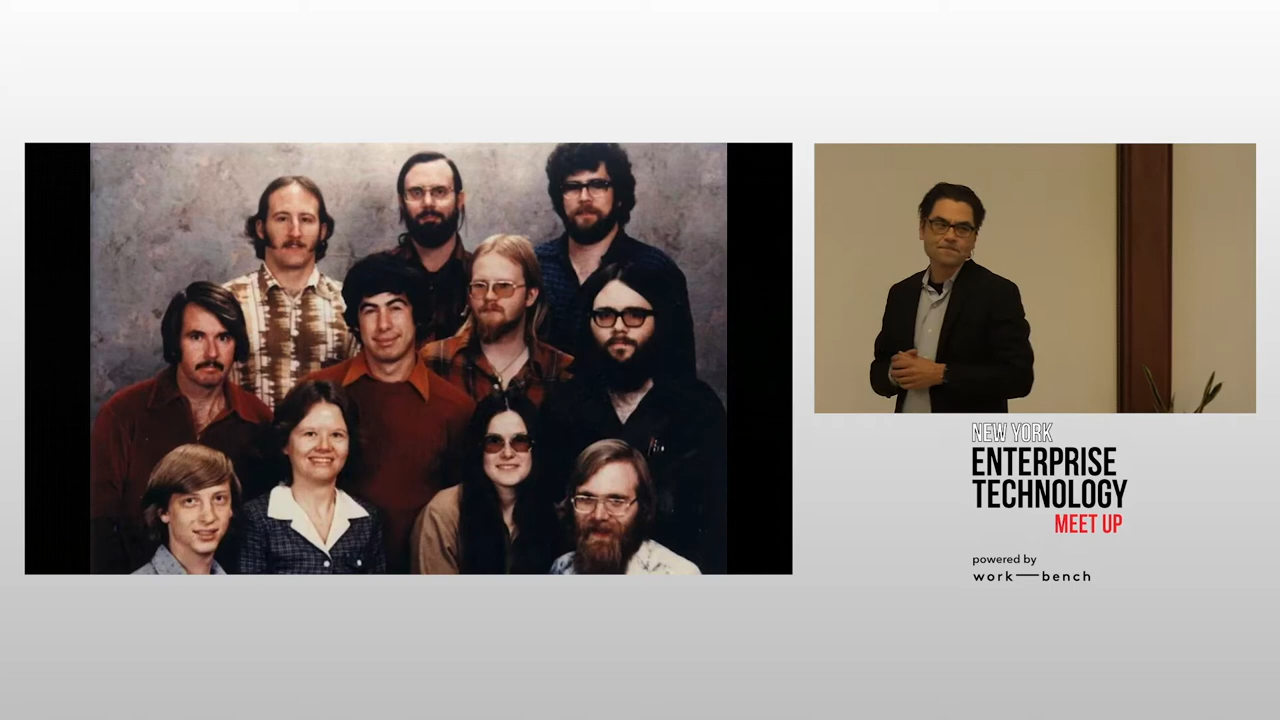 NEW YORK
ENTERPRISE
TECHNOLOGY
MEET UP
powered by
work—bench